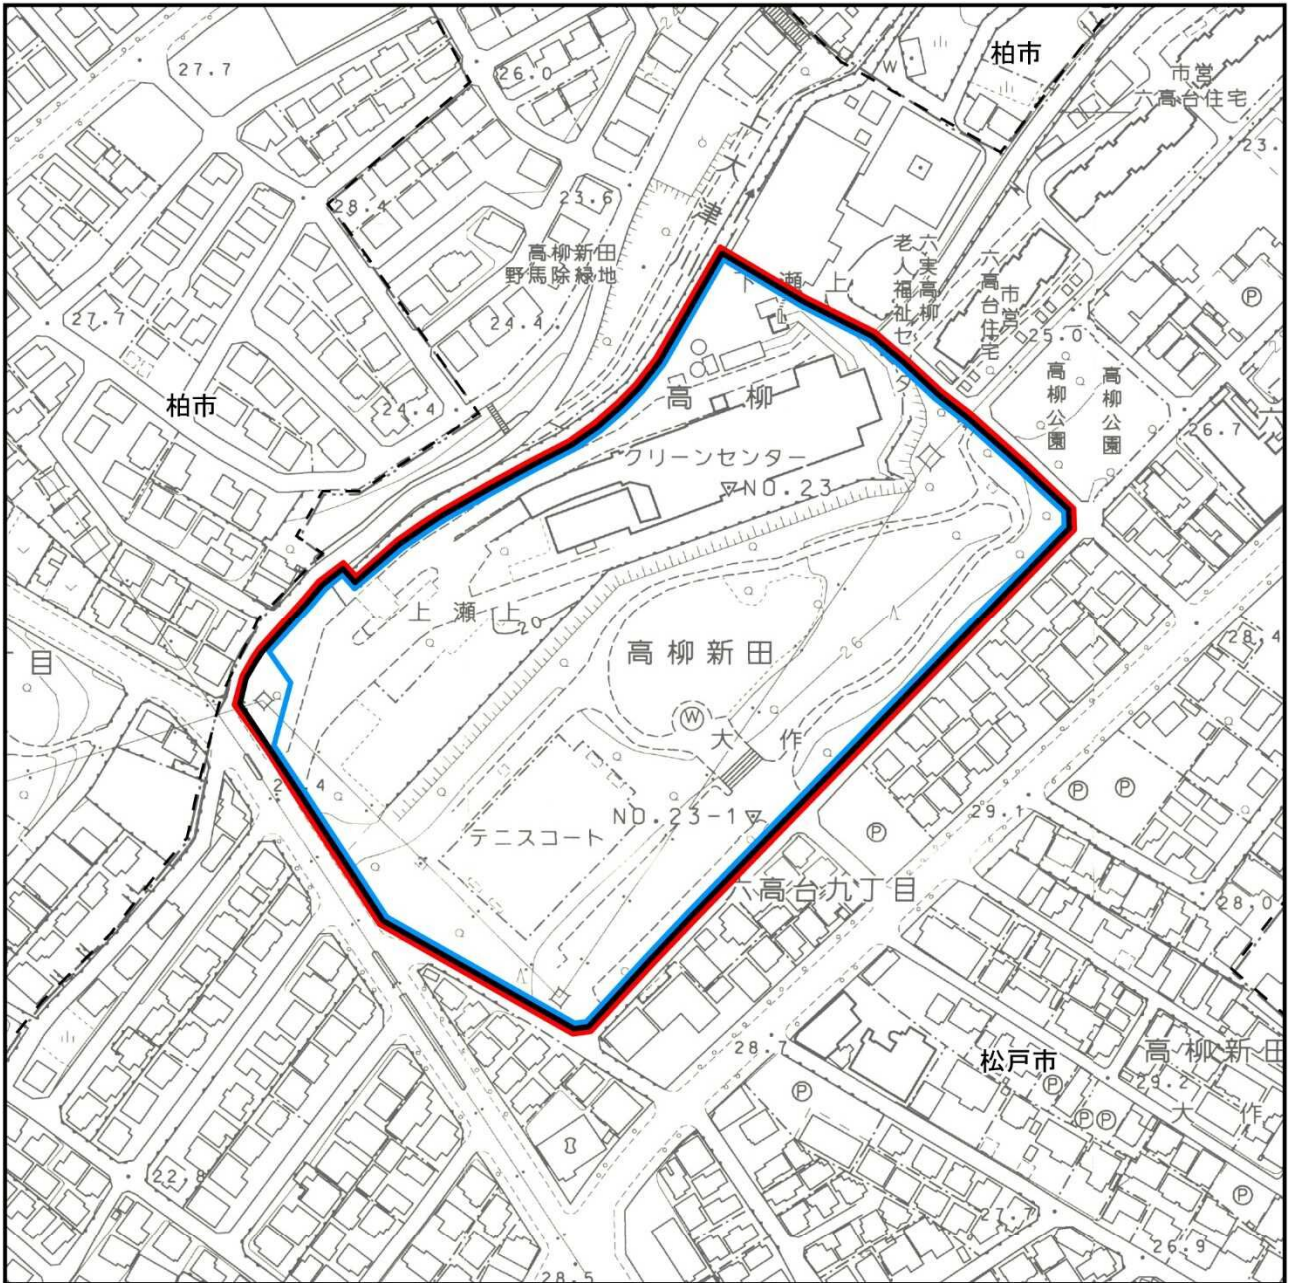 柏市
27.7
26.0
市営
六高台住宅
23.
大
津
28.4
23.6
高柳新田
野馬除緑地
老人福祉センター
六実高柳
六高台住宅
市営
下瀬上
27.7
24.4
25.0
高柳公園
高柳公園
柏市
24.4
高柳
26.7
六
クリーンセンター
NO.23
上瀬上
20
高柳新田
26
28.4
目
W
大作
2 .4
NO.23-1
テニスコート
29.1
P
P
P
P
六高台九丁目
28.0
28.7
松戸市
高柳新田
29.2
P
P
P
P
大作
22.8
P
27.7
26.9
28.5
W